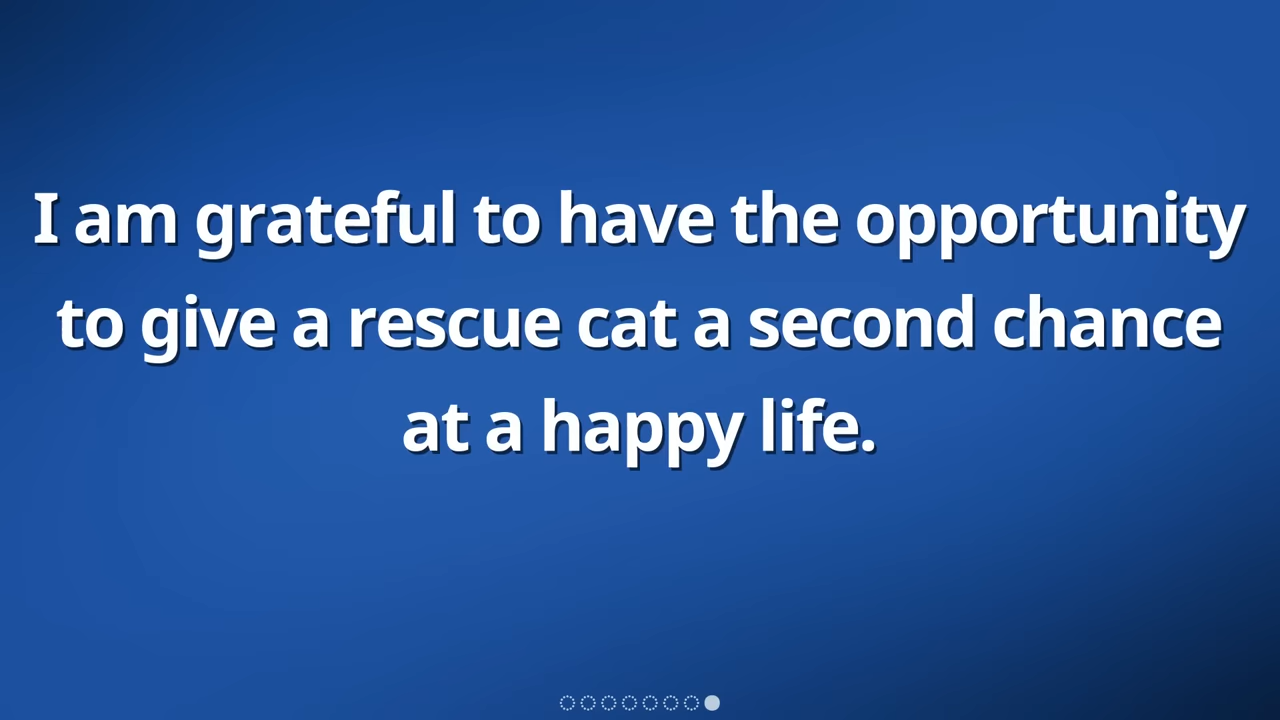 I am grateful to have the opportunity
to give a rescue cat a second chance
at a happy life.